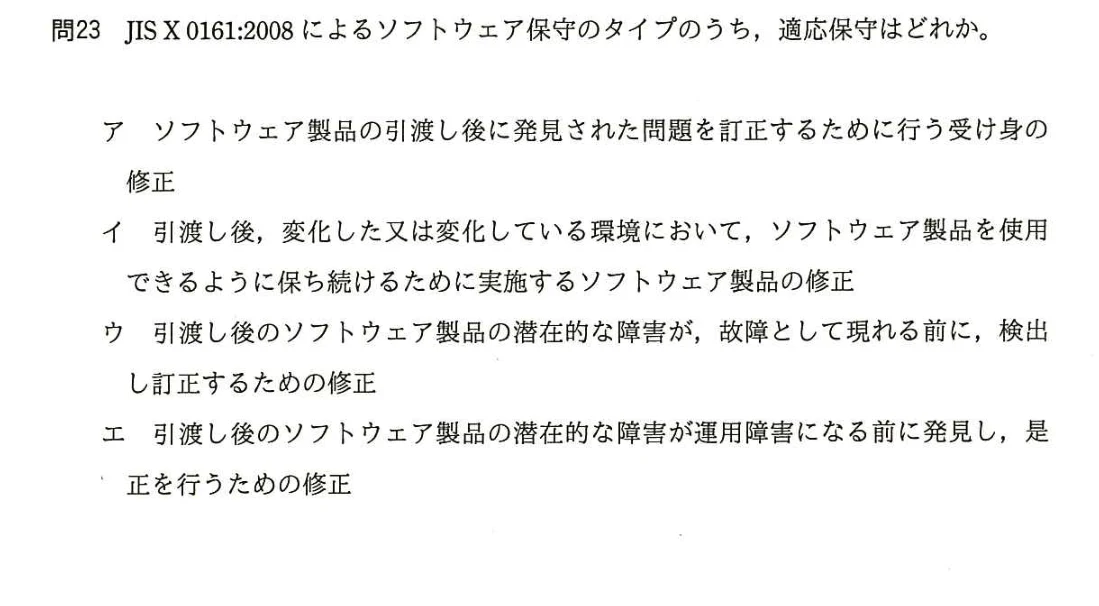 問23 JIS X 0161:2008 によるソフトウェア保守のタイプのうち，適応保守はどれか。
ア ソフトウェア製品の引渡し後に発見された問題を訂正するために行う受け身の
修正
イ 引渡し後，変化した又は変化している環境において，ソフトウェア製品を使用
できるように保ち続けるために実施するソフトウェア製品の修正
ウ 引渡し後のソフトウェア製品の潜在的な障害が，故障として現れる前に，検出
し訂正するための修正
エ 引渡し後のソフトウェア製品の潜在的な障害が運用障害になる前に発見し，是
正を行うための修正